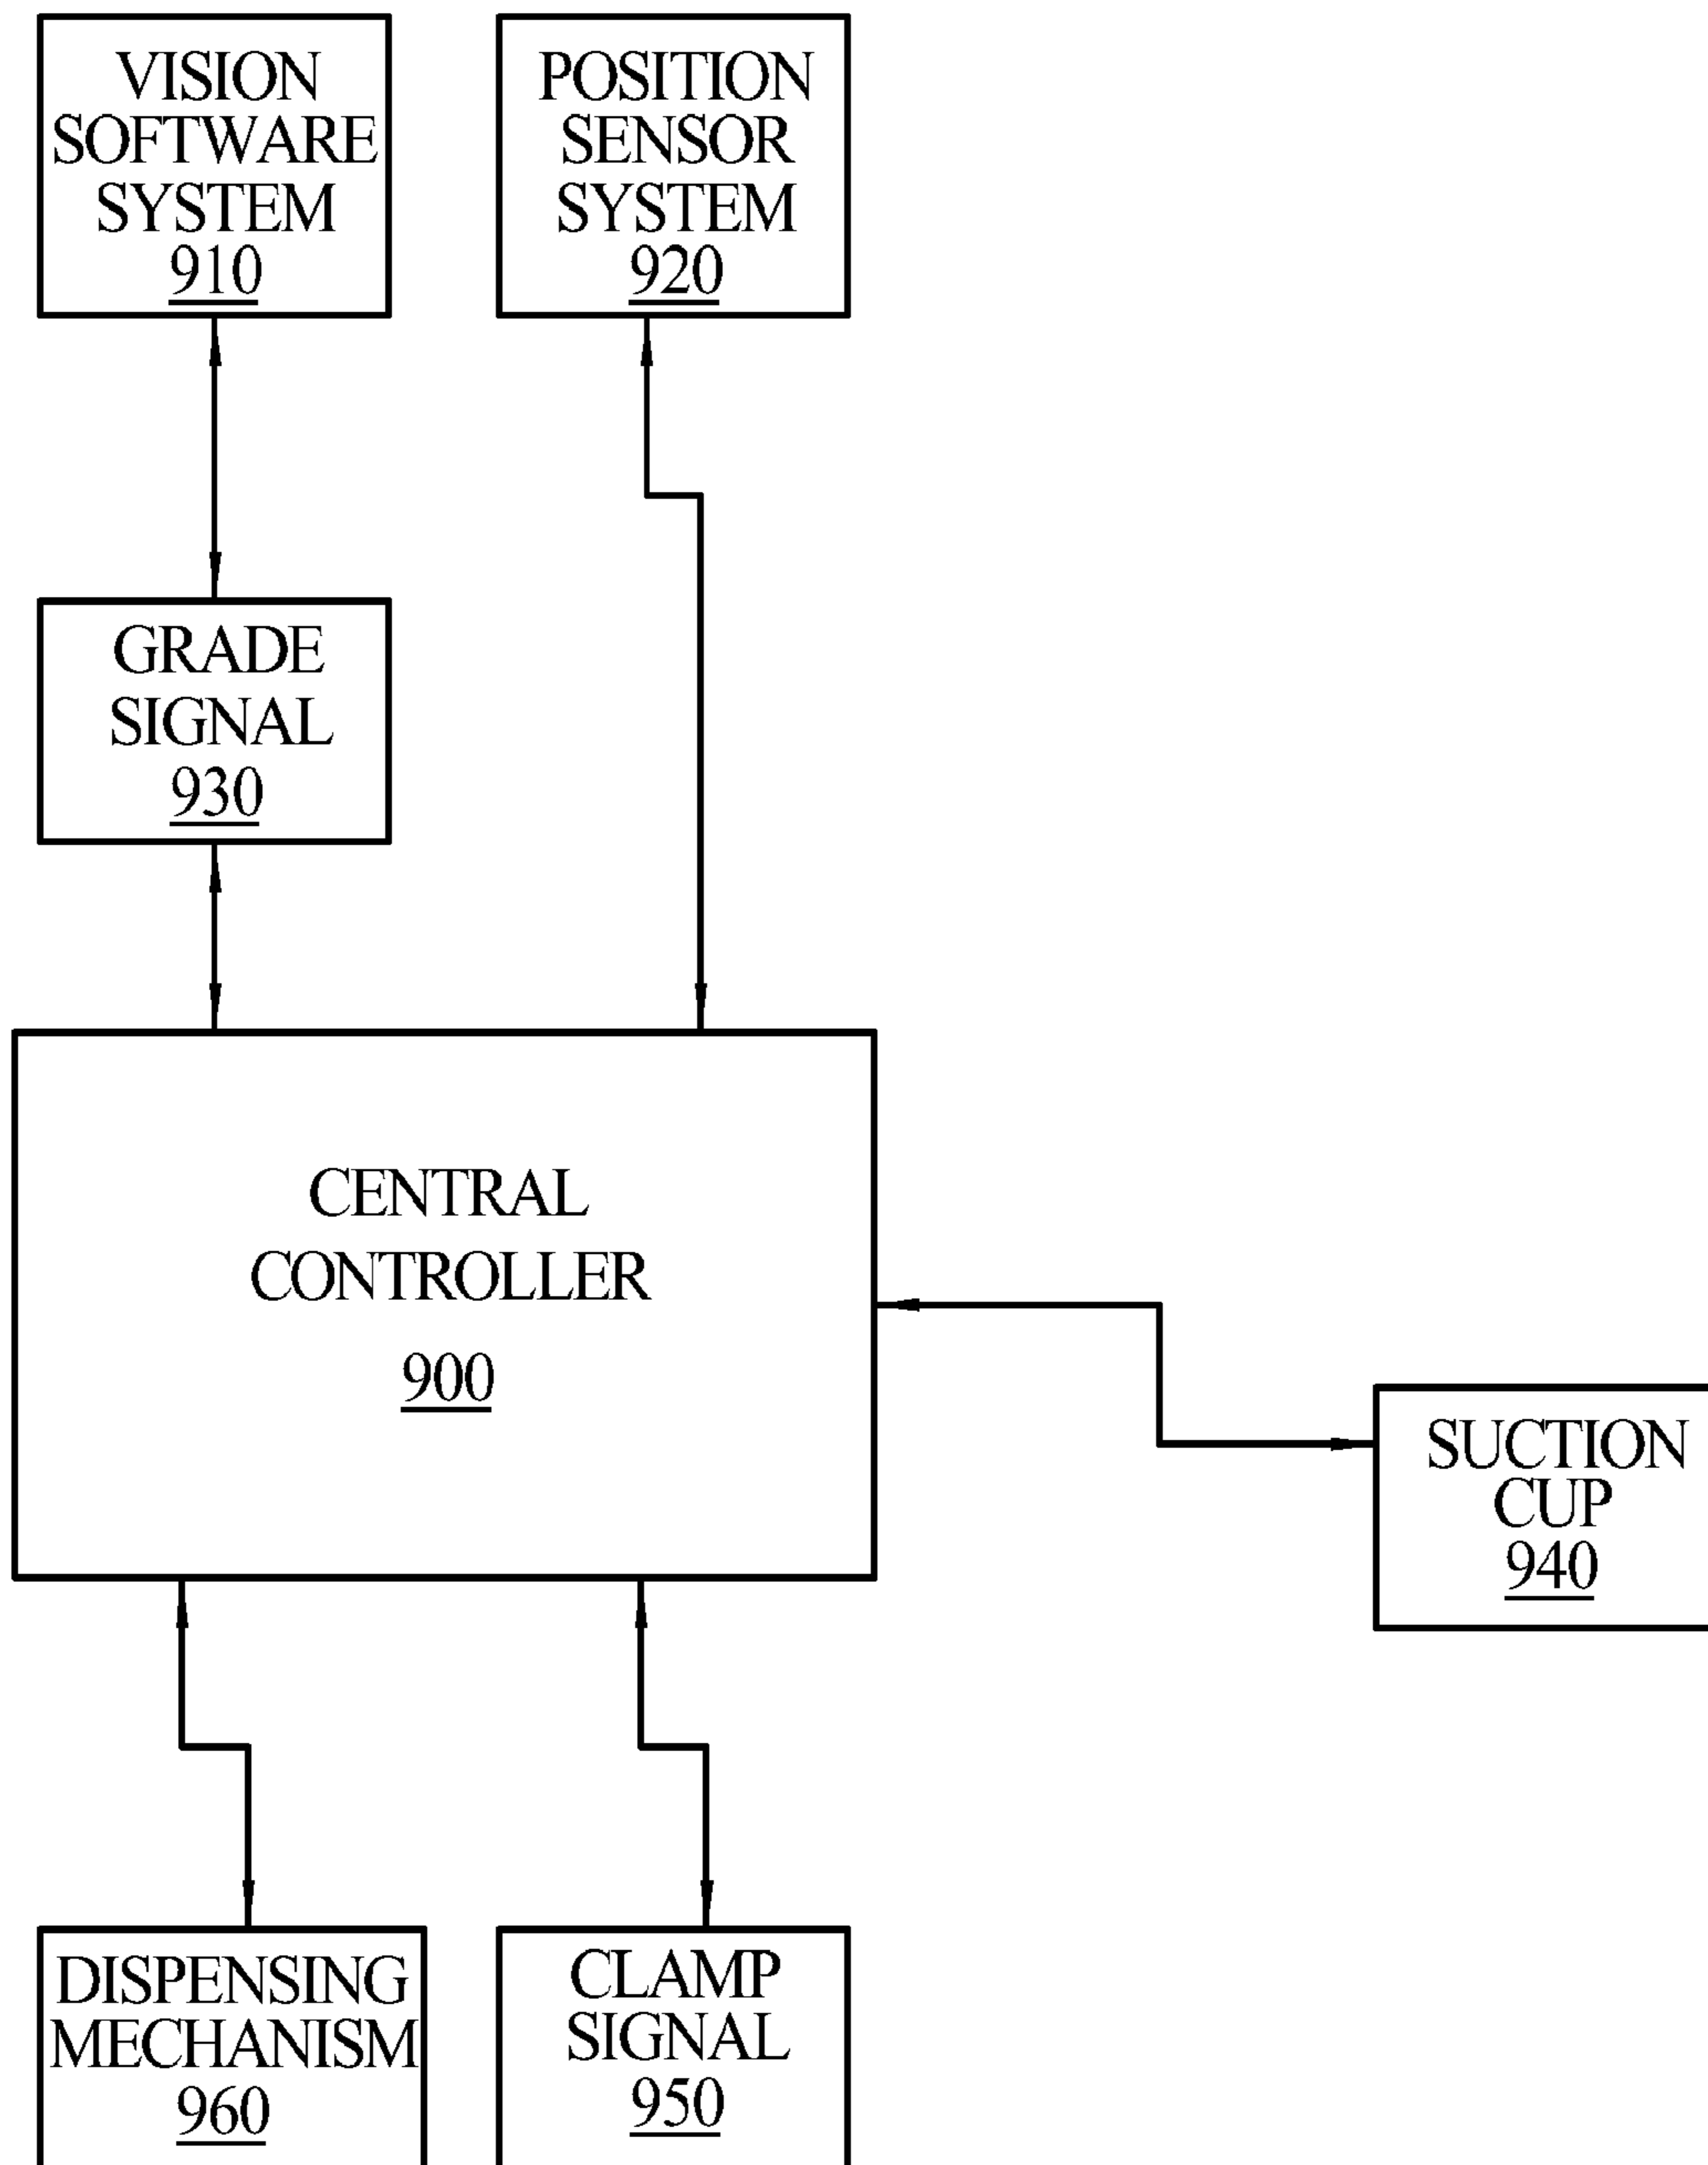 VISION
SOFTWARE
SYSTEM
910
POSITION
SENSOR
SYSTEM
920
GRADE
SIGNAL
930
CENTRAL
CONTROLLER
900
SUCTION
CUP
940
DISPENSING
MECHANISM
960
CLAMP
SIGNAL
950